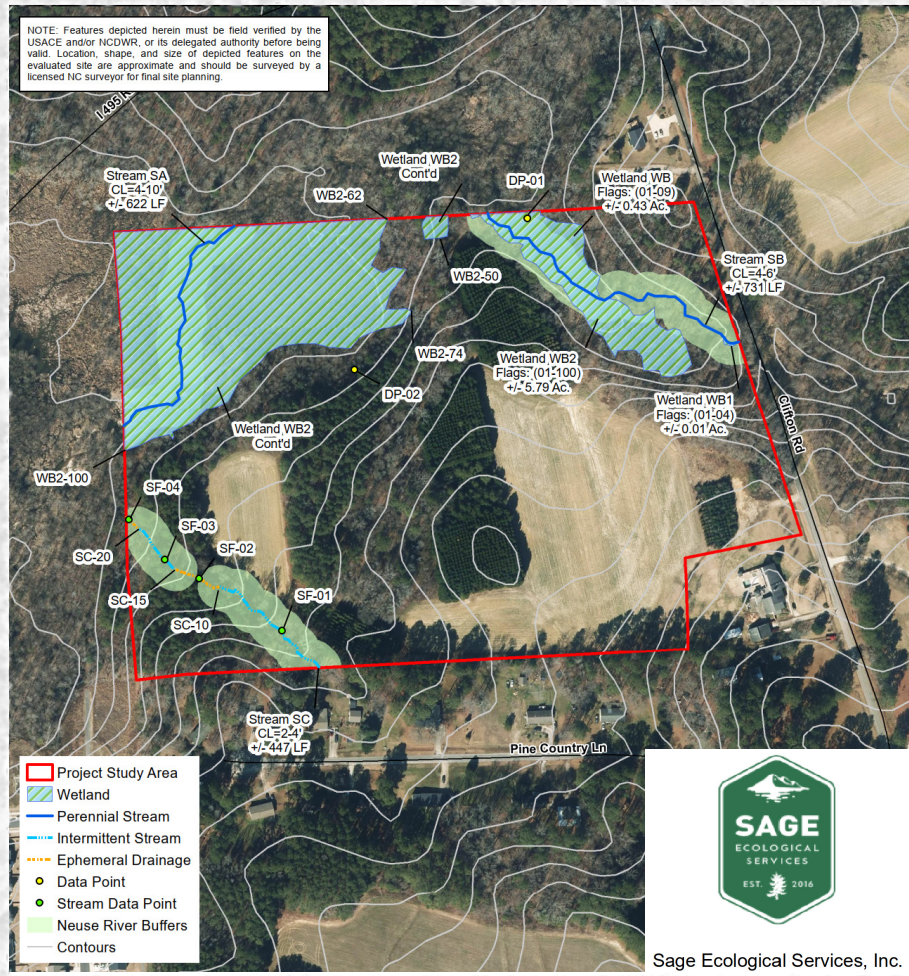 NOTE: Features depicted herein must be field verified by the
USACE and/or NCDWR, or its delegated authority before being
valid. Location, shape, and size of depicted features on the
evaluated site are approximate and should be surveyed by a
licensed NC surveyor for final site planning.
I 495 R
Stream SA
CL=4-10'
+/- 622 LF
WB2-62
Wetland WB2
Cont'd
DP-01
Wetland WB
Flags: (01-09)
+/- 0.43 Ac.
Stream SB
CL=4-6'
+/- 731 LF
WB2-50
WB2-74
Wetland WB2
Flags: (01-100)
+/- 5.79 Ac.
DP-02
Wetland WB1
Flags: (01-04)
+/- 0.01 Ac.
Clifton Rd
Wetland WB2
Cont'd
WB2-100
SF-04
SF-03
SC-20
SF-02
SC-15
SC-10
SF-01
Stream SC
CL=2-4'
+/- 447 LF
Pine Country Ln
Project Study Area
Wetland
Perennial Stream
Intermittent Stream
Ephemeral Drainage
Data Point
Stream Data Point
Neuse River Buffers
Contours
SAGE
ECOLOGICAL
SERVICES
EST. 2016
Sage Ecological Services, Inc.